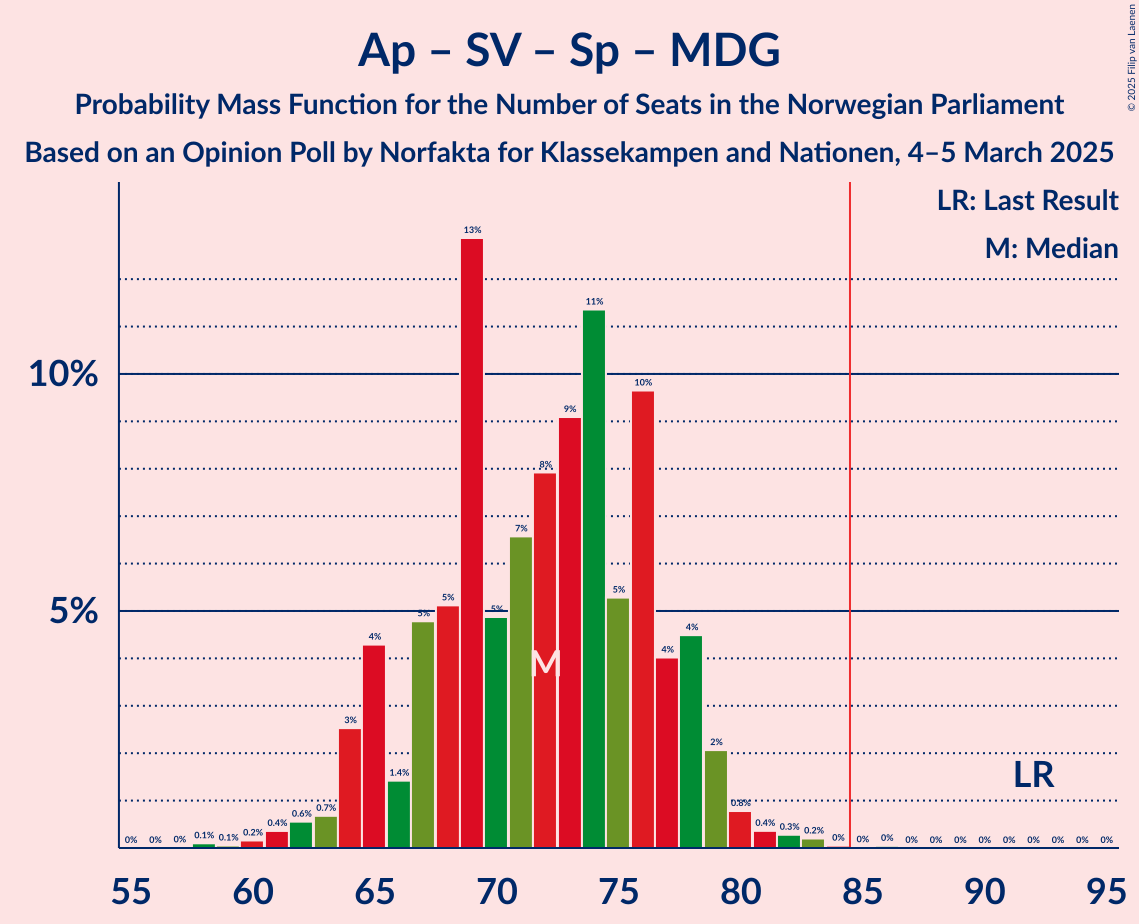 Ap – SV – Sp – MDG
Probability Mass Function for the Number of Seats in the Norwegian Parliament
Based on an Opinion Poll by Norfakta for Klassekampen and Nationen, 4–5 March 2025
© 2025 Filip van Laenen
LR: Last Result
M: Median
10%
5%
0% 0% 0% 0.1% 0.1% 0.2% 0.4% 0.6% 0.7% 3% 4% 1.4% 5% 5% 13% 5% 7% 8% 9% 11% 5% 10% 4% 4% 2% 0.8% 0.4% 0.3% 0.2% 0% 0% 0% 0% 0% 0% 0% 0% 0% 0% 0% 0%
M
LR
55 60 65 70 75 80 85 90 95